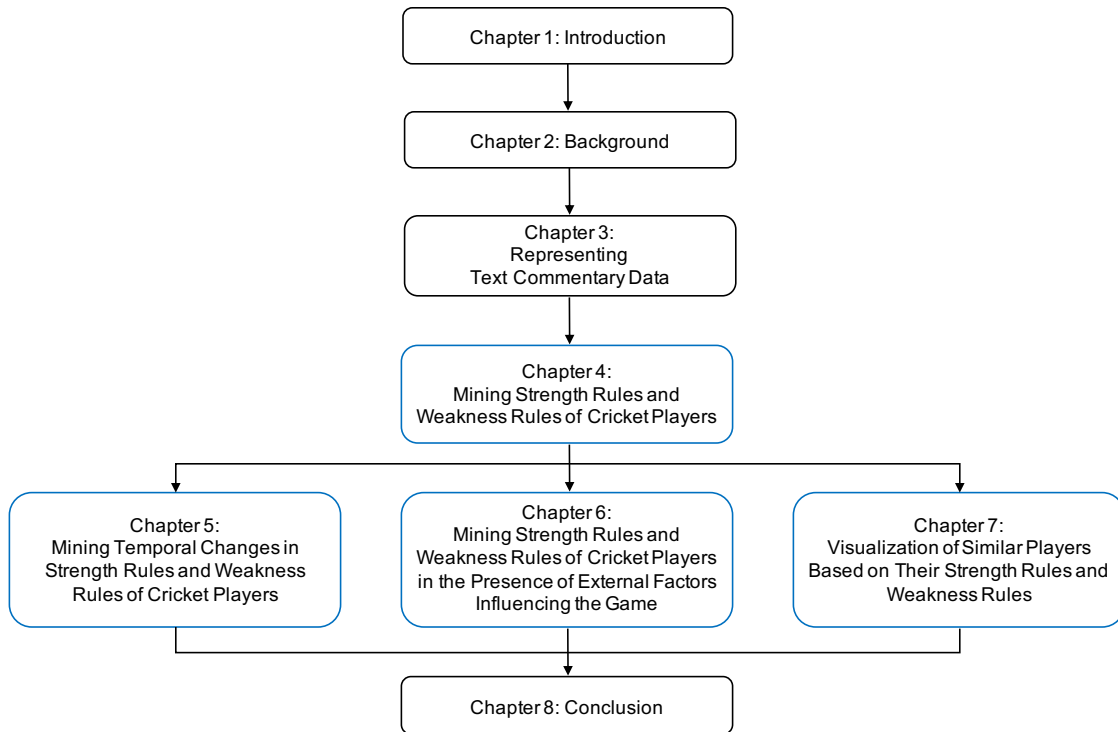 Chapter 1: Introduction
Chapter 2: Background
Chapter 3:
Representing
Text Commentary Data
Chapter 4:
Mining Strength Rules and
Weakness Rules of Cricket Players
Chapter 5:
Mining Temporal Changes in
Strength Rules and Weakness
Rules of Cricket Players
Chapter 6:
Mining Strength Rules and
Weakness Rules of Cricket Players
in the Presence of External Factors
Influencing the Game
Chapter 7:
Visualization of Similar Players
Based on Their Strength Rules and
Weakness Rules
Chapter 8: Conclusion